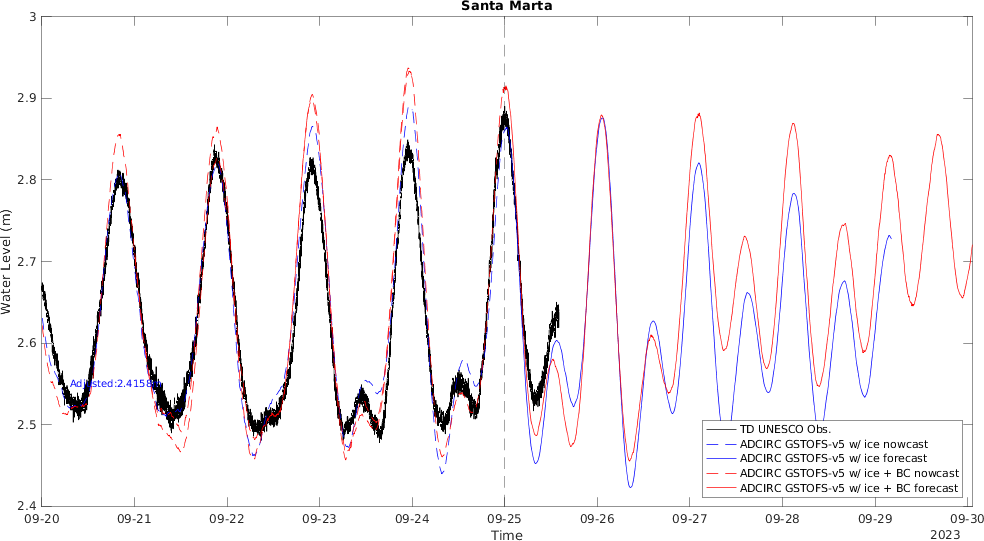 Santa Marta
3
2.9
2.8
2.7
2.6
2.5
2.4
Water Level (m)
09-20
09-21
09-22
09-23
09-24
09-25
09-26
09-27
09-28
09-29
09-30
2023
Time
TD UNESCO Obs.
ADCIRC GSTOFS-v5 w/ ice nowcast
ADCIRC GSTOFS-v5 w/ ice forecast
ADCIRC GSTOFS-v5 w/ ice + BC nowcast
ADCIRC GSTOFS-v5 w/ ice + BC forecast